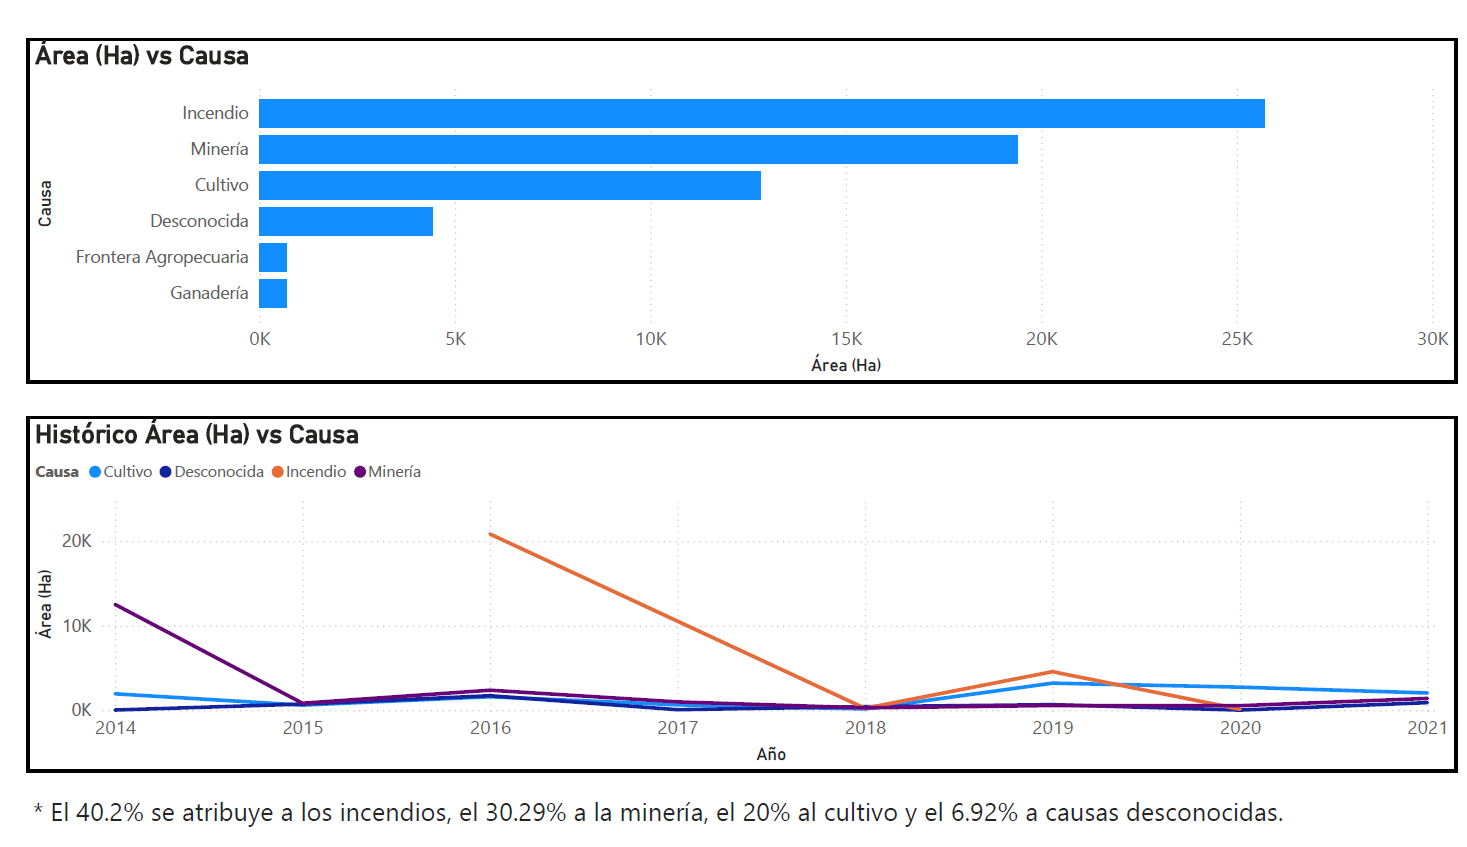 Área (Ha) vs Causa
Causa
Incendio
Minería
Cultivo
Desconocida
Frontera Agropecuaria
Ganadería
0K 5K 10K 15K 20K 25K 30K
Área (Ha)
Histórico Área (Ha) vs Causa
Causa Cultivo Desconocida Incendio Minería
Área (Ha)
20K
10K
0K
2014 2015 2016 2017 2018 2019 2020 2021
Año
* El 40.2% se atribuye a los incendios, el 30.29% a la minería, el 20% al cultivo y el 6.92% a causas desconocidas.